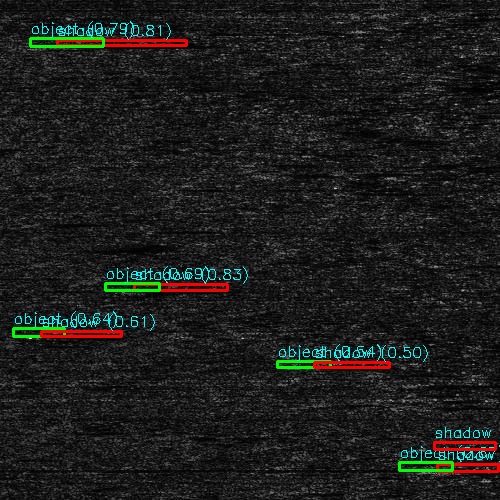 object (0.79)
shadow (0.81)
object (0.69)
shadow (0.83)
object (0.64)
shadow (0.61)
object (0.54)
shadow (0.50)
shadow
object
shadow